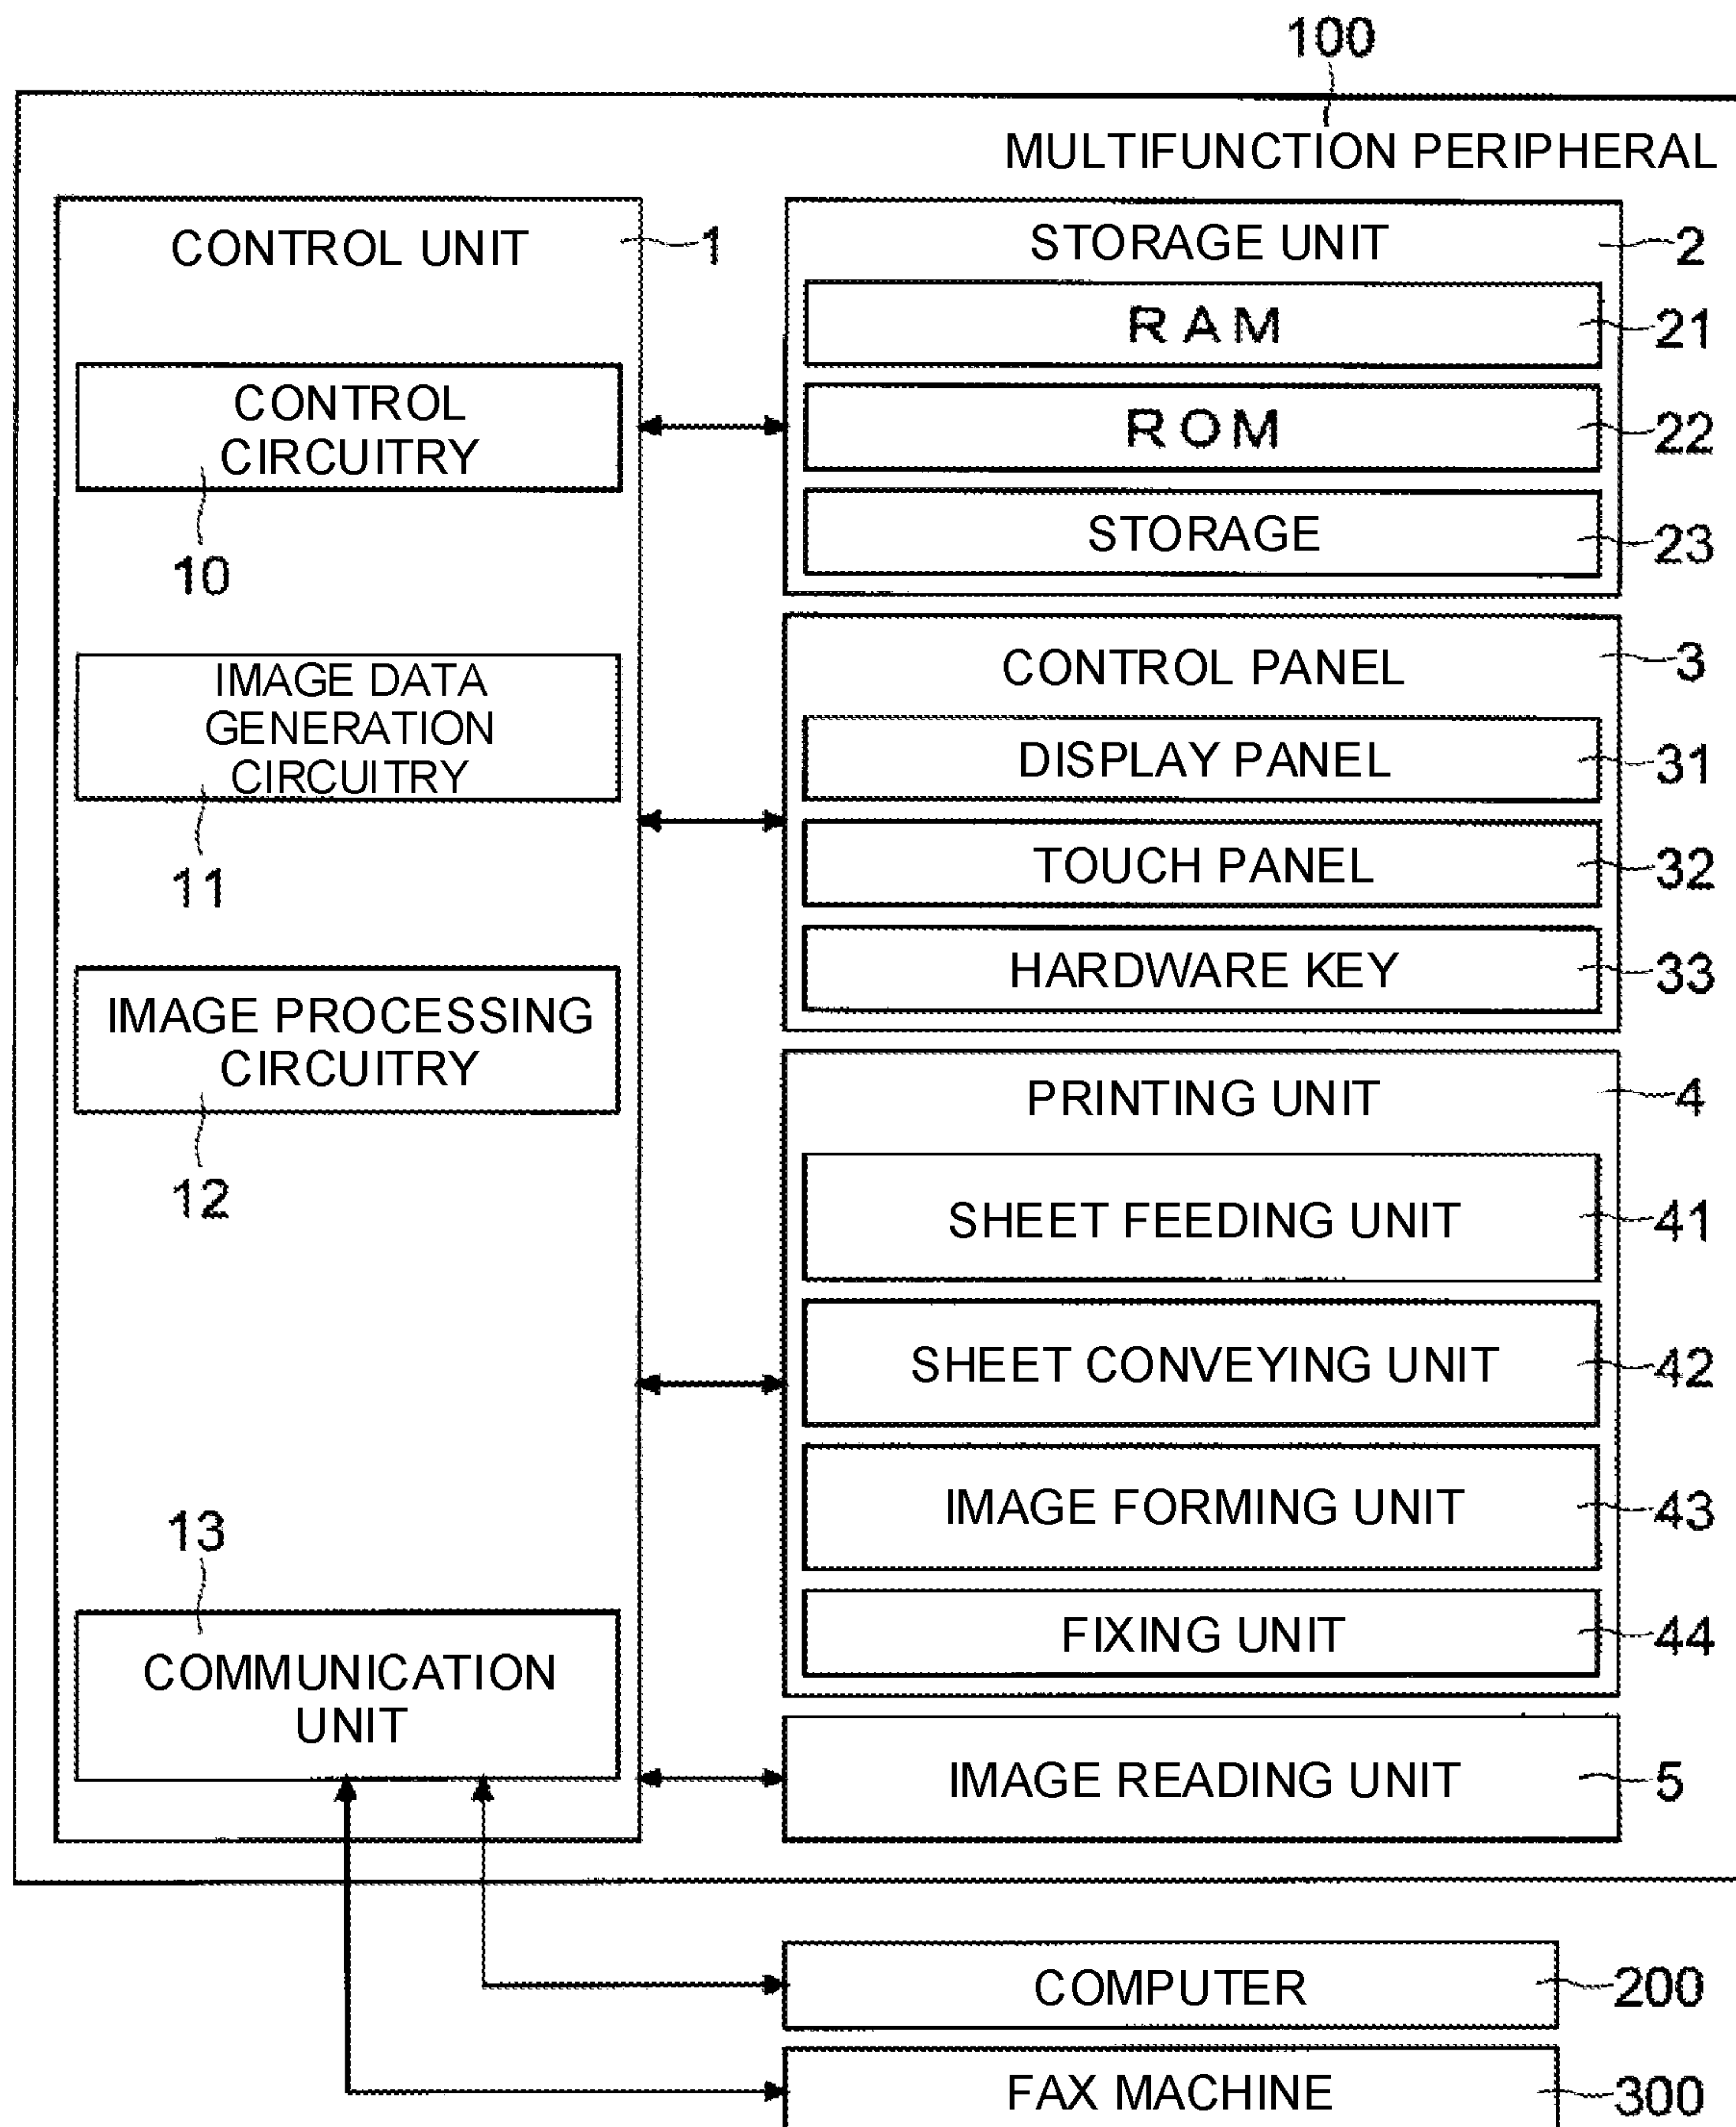 100
MULTIFUNCTION PERIPHERAL
CONTROL UNIT
1
CONTROL
CIRCUITRY
10
IMAGE DATA
GENERATION
CIRCUITRY
11
IMAGE PROCESSING
CIRCUITRY
12
13
COMMUNICATION
UNIT
STORAGE UNIT
2
RAM
21
ROM
22
STORAGE
23
CONTROL PANEL
3
DISPLAY PANEL
31
TOUCH PANEL
32
HARDWARE KEY
33
PRINTING UNIT
4
SHEET FEEDING UNIT
41
SHEET CONVEYING UNIT
42
IMAGE FORMING UNIT
43
FIXING UNIT
44
IMAGE READING UNIT
5
COMPUTER
200
FAX MACHINE
300